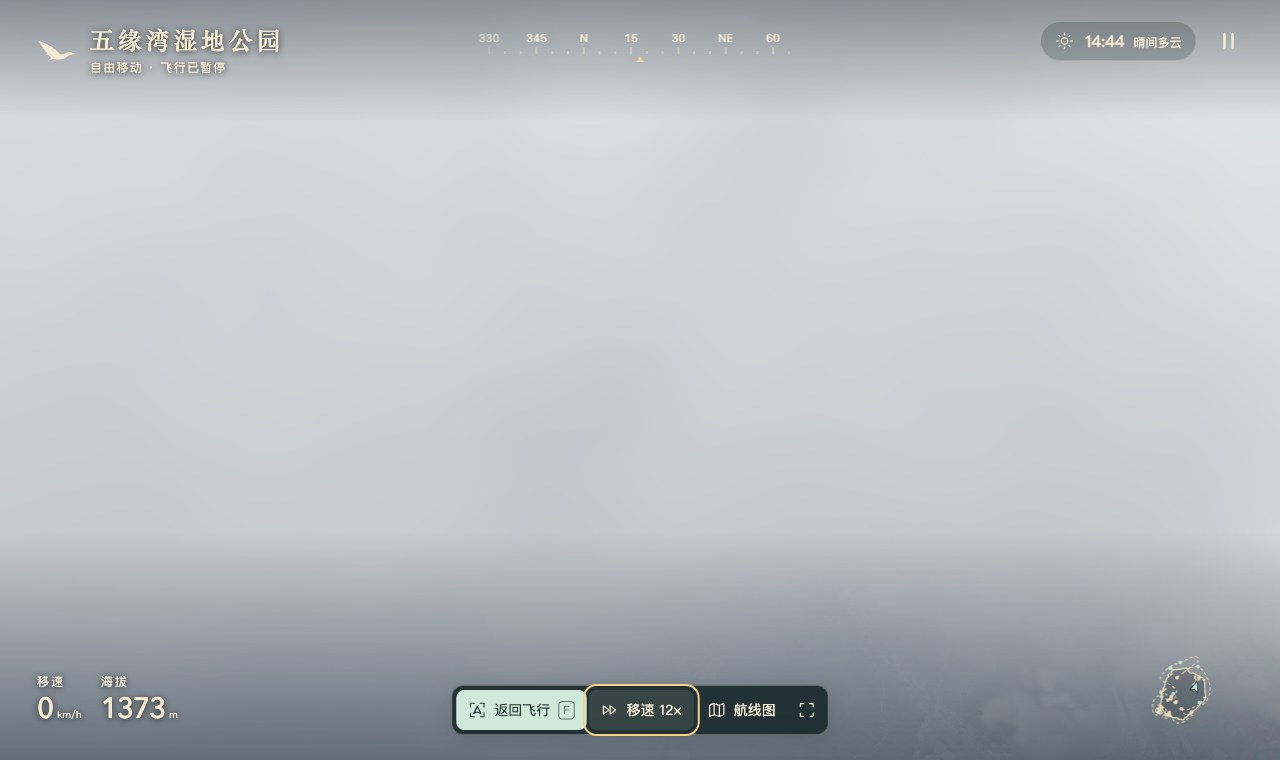 五缘湾湿地公园
自由移动 · 飞行已暂停
330 345 N 15 30 NE 60
14:44 晴间多云
移速 海拔
0 km/h 1373 m
返回飞行 F
移速 12x
航线图